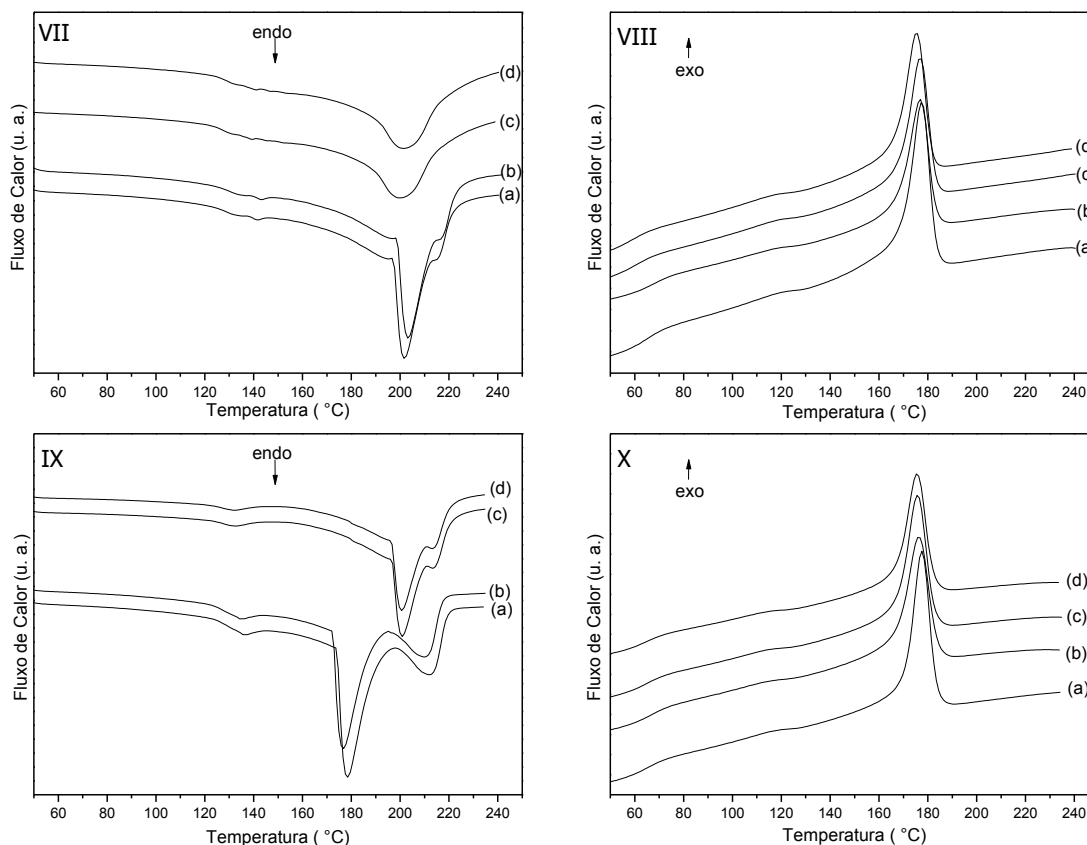 VII
endo
(d)
(c)
(b)
(a)
Fluxo de Calor (u. a.)
60 80 100 120 140 160 180 200 220 240
Temperatura ( °C)
VIII
exo
(c
(c
(b
(a
Fluxo de Calor (u. a.)
60 80 100 120 140 160 180 200 220 240
Temperatura ( °C)
IX
endo
(d)
(c)
(b)
(a)
Fluxo de Calor (u. a.)
60 80 100 120 140 160 180 200 220 240
Temperatura ( °C)
X
exo
(d)
(c)
(b)
(a)
Fluxo de Calor (u. a.)
60 80 100 120 140 160 180 200 220 240
Temperatura ( °C)